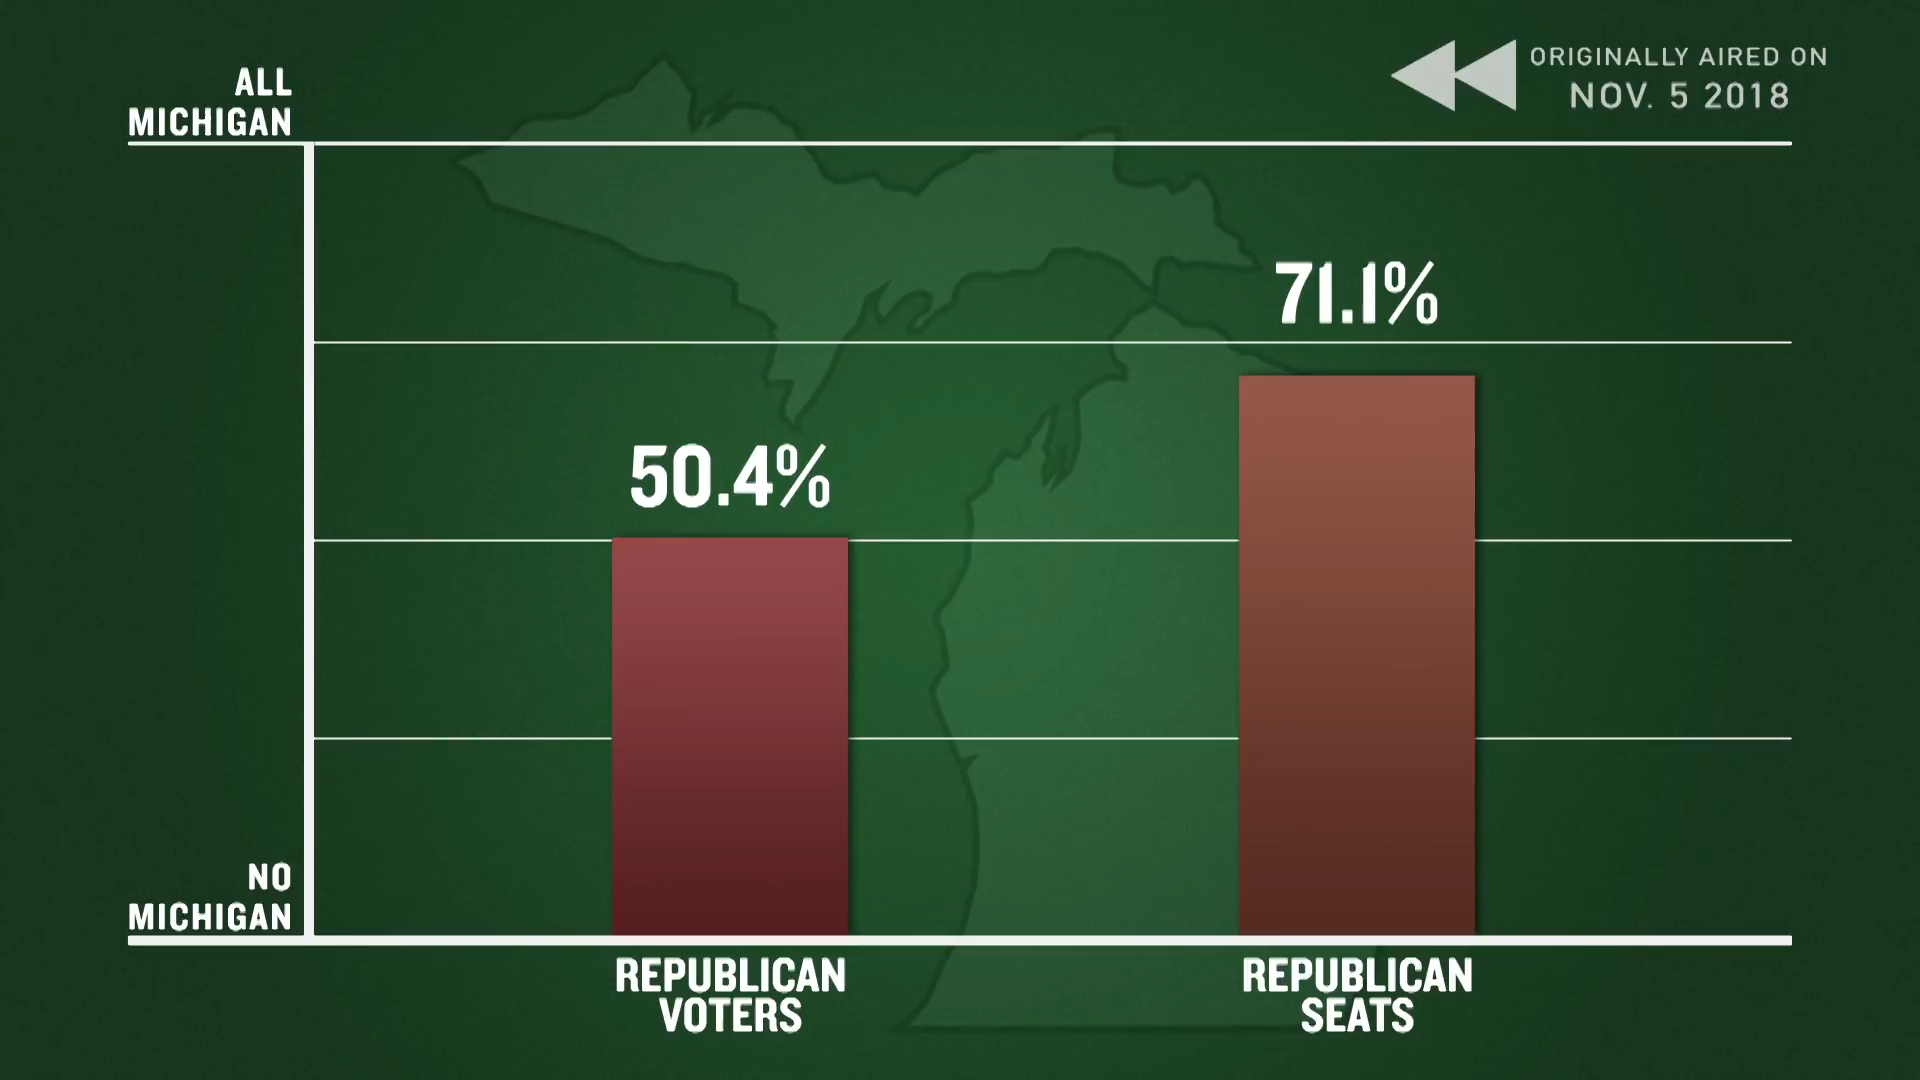 ORIGINALLY AIRED ON
NOV. 5 2018
ALL
MICHIGAN
71.1%
50.4%
NO
MICHIGAN
REPUBLICAN
VOTERS
REPUBLICAN
SEATS